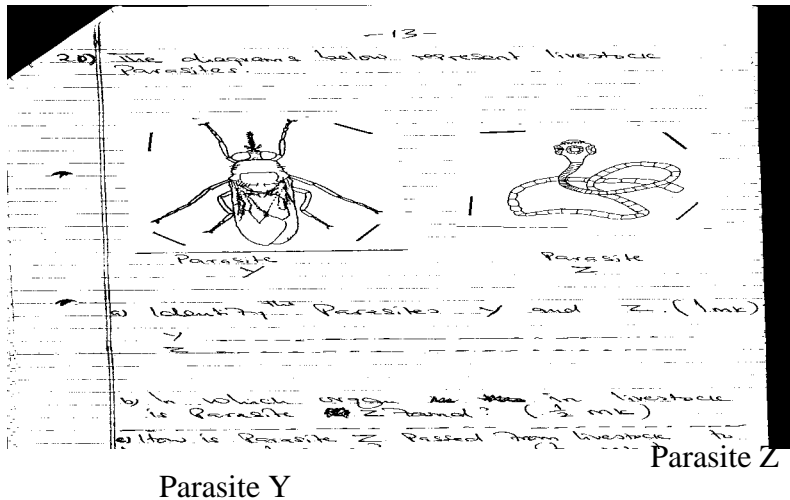 - 13 -
20) The diagrams below represent livestock
Parasites.
Parasite
Y
Parasite
Z
a) Identify the Parasites Y and Z. (1mk)
Y
Z
b) In which organ in livestock
is Parasite Z found? (½ mk)
c) How is Parasite Z Passed from livestock to
Parasite Z
Parasite Y